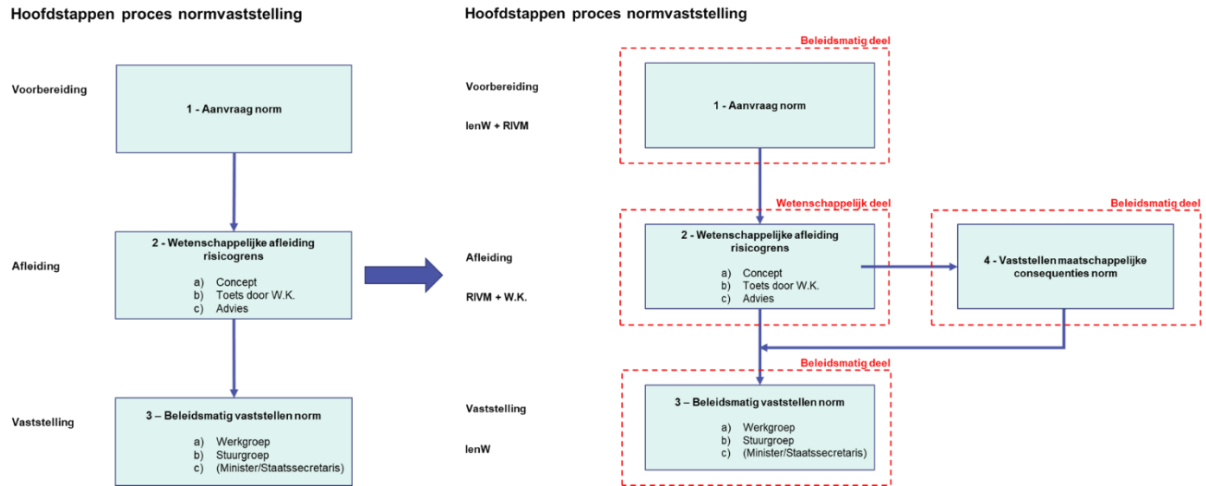 Hoofdstappen proces normvaststelling
Voorbereiding
1 - Aanvraag norm
Afleiding
2 - Wetenschappelijke afleiding
risicogrens
a) Concept
b) Toets door W.K.
c) Advies
Vaststelling
3 – Beleidsmatig vaststellen norm
a) Werkgroep
b) Stuurgroep
c) (Minister/Staatssecretaris)
Hoofdstappen proces normvaststelling
Beleidsmatig deel
Voorbereiding
IenW + RIVM
1 - Aanvraag norm
Wetenschappelijk deel
Afleiding
RIVM + W.K.
2 - Wetenschappelijke afleiding
risicogrens
a) Concept
b) Toets door W.K.
c) Advies
Beleidsmatig deel
4 - Vaststellen maatschappelijke
consequenties norm
Beleidsmatig deel
Vaststelling
IenW
3 – Beleidsmatig vaststellen norm
a) Werkgroep
b) Stuurgroep
c) (Minister/Staatssecretaris)